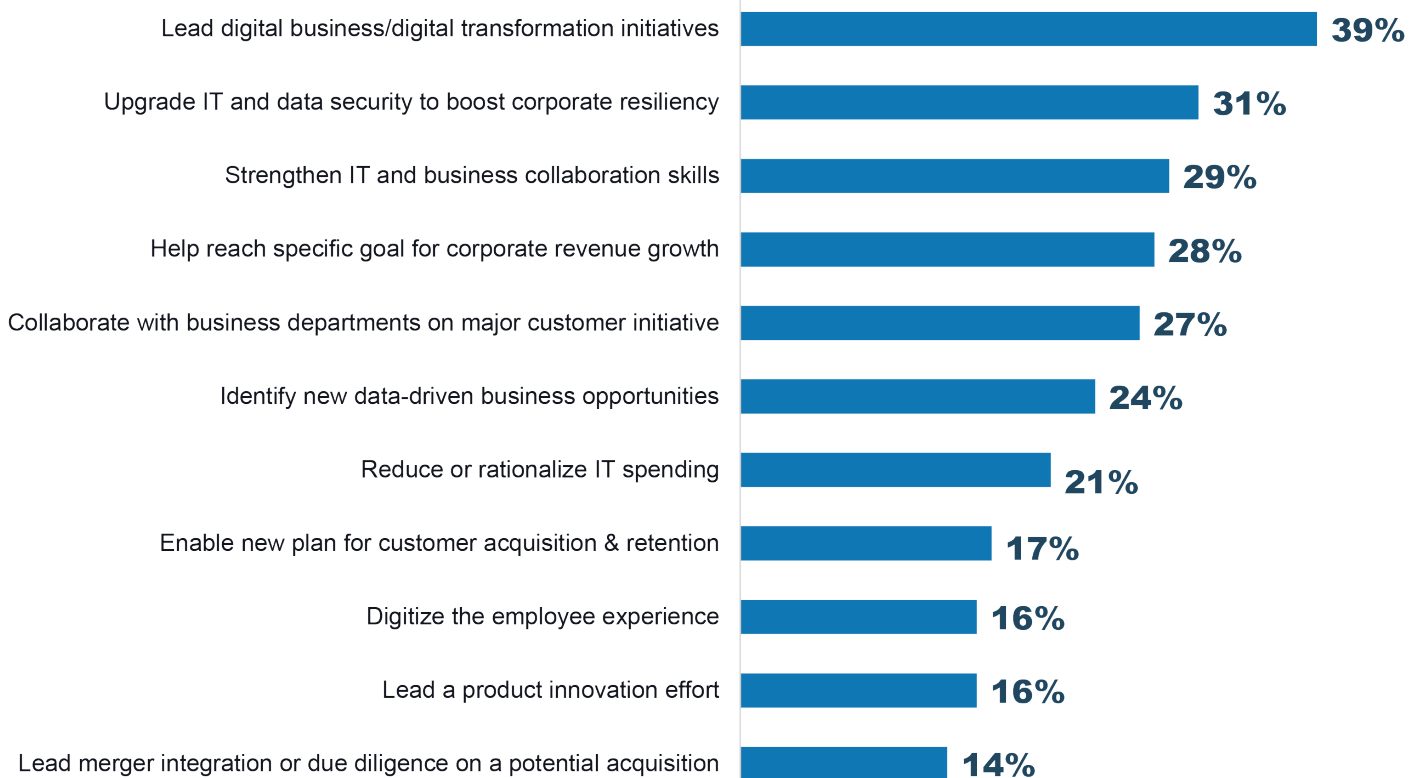 Lead digital business/digital transformation initiatives 39%
Upgrade IT and data security to boost corporate resiliency 31%
Strengthen IT and business collaboration skills 29%
Help reach specific goal for corporate revenue growth 28%
Collaborate with business departments on major customer initiative 27%
Identify new data-driven business opportunities 24%
Reduce or rationalize IT spending 21%
Enable new plan for customer acquisition & retention 17%
Digitize the employee experience 16%
Lead a product innovation effort 16%
Lead merger integration or due diligence on a potential acquisition 14%